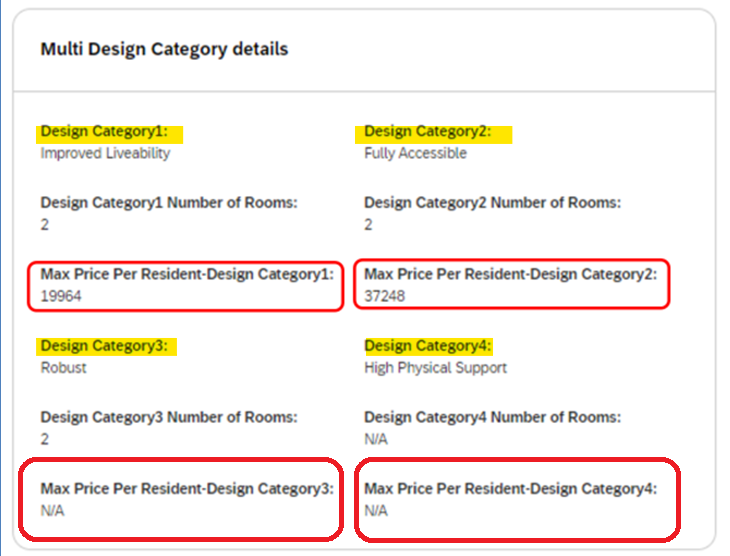 Multi Design Category details
Design Category1:
Improved Liveability
Design Category2:
Fully Accessible
Design Category1 Number of Rooms:
2
Design Category2 Number of Rooms:
2
Max Price Per Resident-Design Category1:
19964
Max Price Per Resident-Design Category2:
37248
Design Category3:
Robust
Design Category4:
High Physical Support
Design Category3 Number of Rooms:
2
Design Category4 Number of Rooms:
N/A
Max Price Per Resident-Design Category3:
N/A
Max Price Per Resident-Design Category4:
N/A